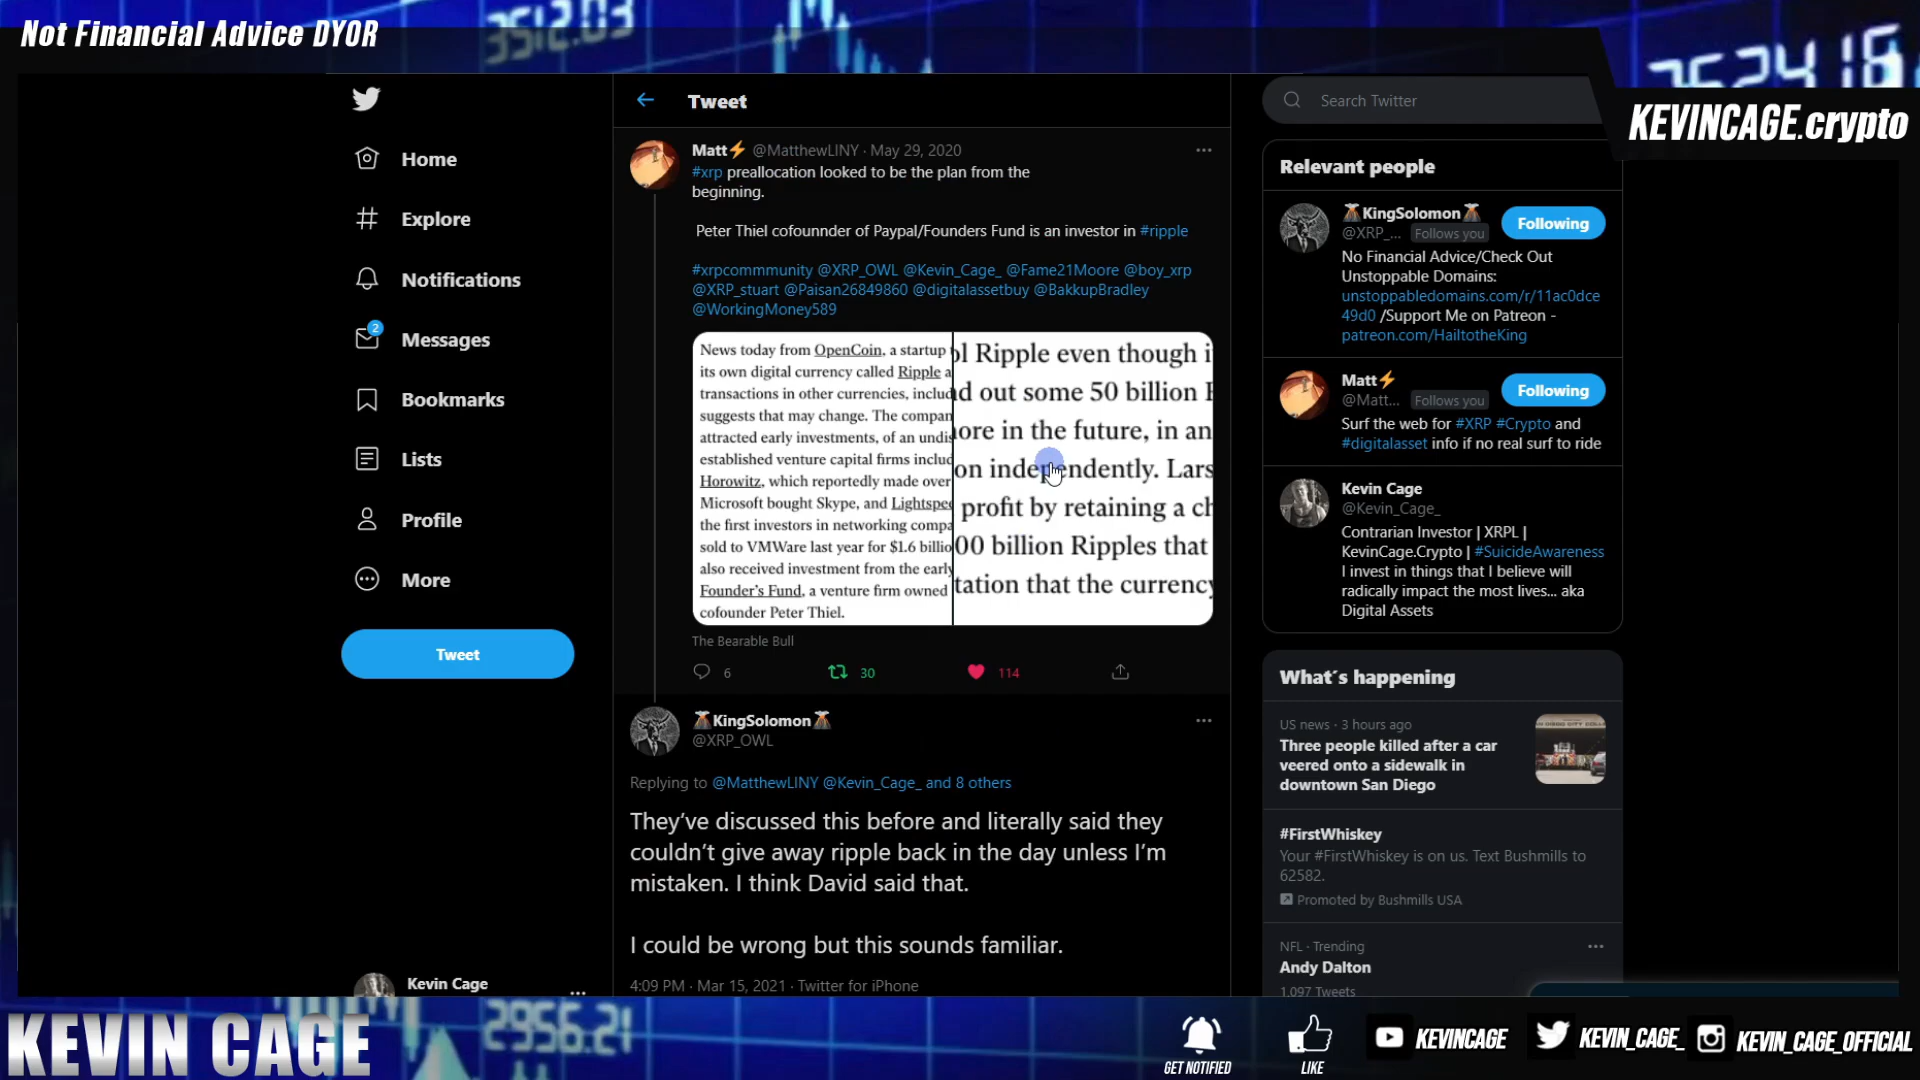 Not Financial Advice DYOR
3512.03
3524.16
KEVINCAGE.crypto
Home
Explore
Notifications
2
Messages
Bookmarks
Lists
Profile
More
Tweet
Kevin Cage
Tweet
Matt⚡ @MatthewLINY · May 29, 2020
#xrp preallocation looked to be the plan from the
beginning.
Peter Thiel cofounnder of Paypal/Founders Fund is an investor in #ripple
#xrpcommmunity @XRP_OWL @Kevin_Cage_ @Fame21Moore @boy_xrp
@XRP_stuart @Paisan26849860 @digitalassetbuy @BakkupBradley
@WorkingMoney589
News today from OpenCoin, a startup
its own digital currency called Ripple a
transactions in other currencies, includ
suggests that may change. The compan
attracted early investments, of an undis
established venture capital firms includ
Horowitz, which reportedly made over
Microsoft bought Skype, and Lightspee
the first investors in networking compa
sold to VMWare last year for $1.6 billio
also received investment from the early
Founder's Fund, a venture firm owned
cofounder Peter Thiel.
ol Ripple even though i
d out some 50 billion
ore in the future, in an
on independently. Lars
profit by retaining a ch
00 billion Ripples that
tation that the currency
The Bearable Bull
6 30 114
🌋KingSolomon🌋
@XRP_OWL
Replying to @MatthewLINY @Kevin_Cage_ and 8 others
They've discussed this before and literally said they
couldn't give away ripple back in the day unless I'm
mistaken. I think David said that.
I could be wrong but this sounds familiar.
4:09 PM · Mar 15, 2021 · Twitter for iPhone
Search Twitter
Relevant people
🌋KingSolomon🌋
@XRP_... Follows you
Following
No Financial Advice/Check Out
Unstoppable Domains:
unstoppabledomains.com/r/11ac0dce
49d0 /Support Me on Patreon -
patreon.com/HailtotheKing
Matt⚡
@Matt... Follows you
Following
Surf the web for #XRP #Crypto and
#digitalasset info if no real surf to ride
Kevin Cage
@Kevin_Cage_
Contrarian Investor | XRPL |
KevinCage.Crypto | #SuicideAwareness
I invest in things that I believe will
radically impact the most lives... aka
Digital Assets
What's happening
US news · 3 hours ago
Three people killed after a car
veered onto a sidewalk in
downtown San Diego
#FirstWhiskey
Your #FirstWhiskey is on us. Text Bushmills to
62582.
Promoted by Bushmills USA
NFL · Trending
Andy Dalton
1,097 Tweets
KEVIN CAGE
2956.21
GET NOTIFIED
LIKE
KEVINCAGE
KEVIN_CAGE_
KEVIN_CAGE_OFFICIAL